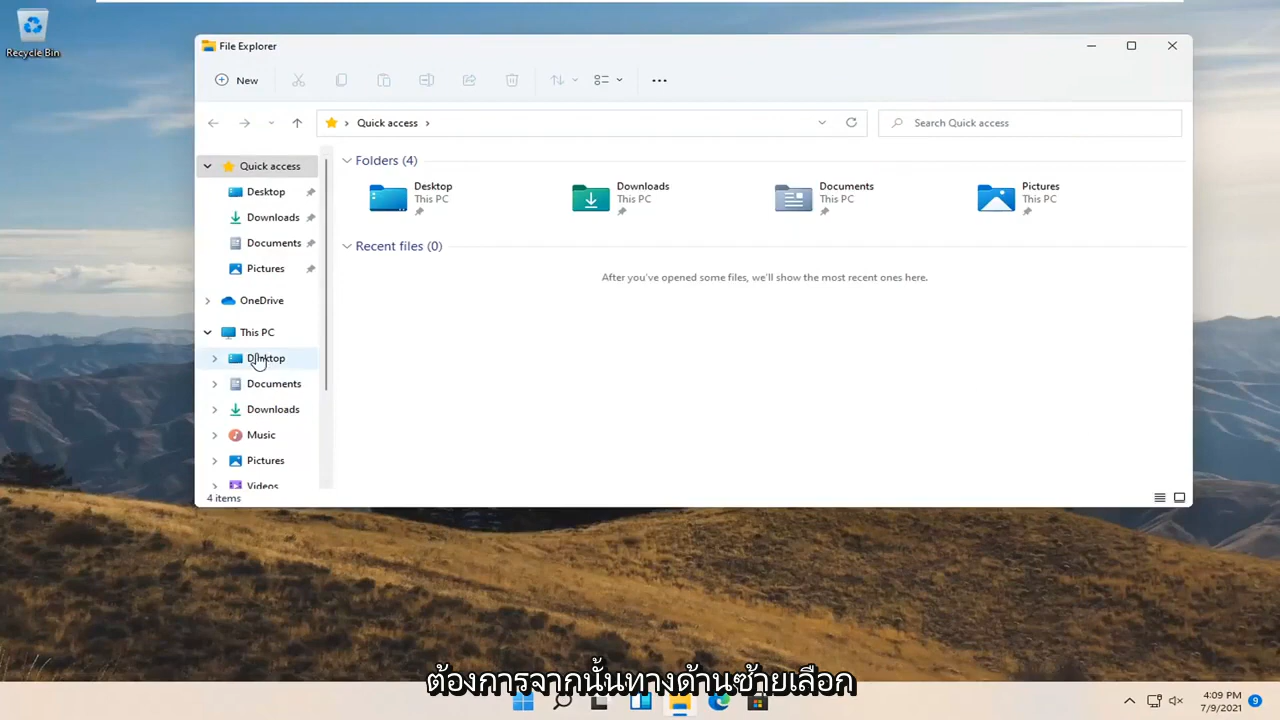 Recycle Bin
File Explorer
New
Quick access
Search Quick access
Quick access
Desktop
Downloads
Documents
Pictures
OneDrive
This PC
Desktop
Documents
Downloads
Music
Pictures
Videos
Folders (4)
Desktop
This PC
Downloads
This PC
Documents
This PC
Pictures
This PC
Recent files (0)
After you've opened some files, we'll show the most recent ones here.
4 items
ต้องการจากนั้นทางด้านซ้ายเลือก
4:09 PM
7/9/2021
9